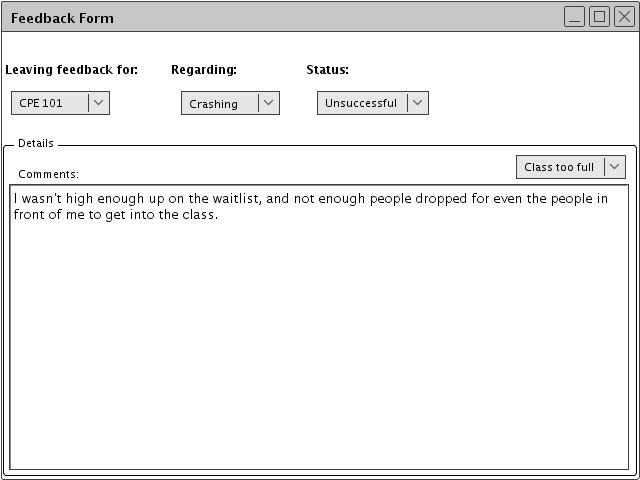 Feedback Form
Leaving feedback for: Regarding: Status:
CPE 101 Crashing Unsuccessful
Details
Comments: Class too full
I wasn't high enough up on the waitlist, and not enough people dropped for even the people in
front of me to get into the class.